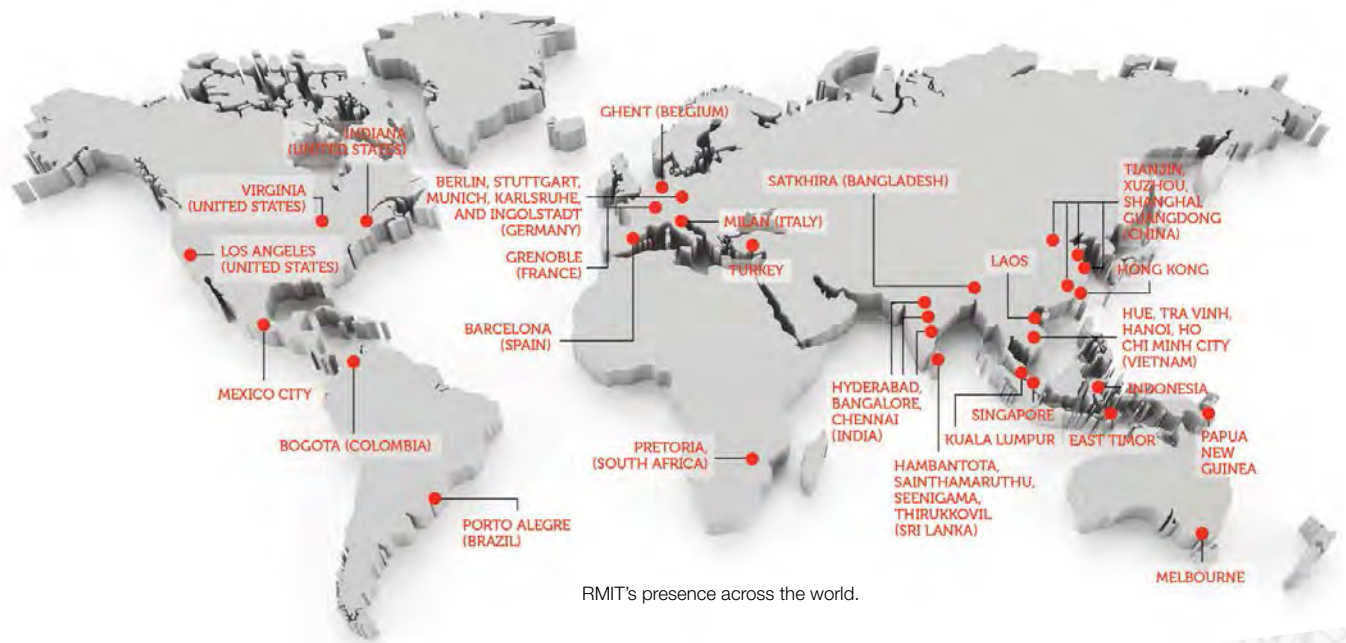 GHENT (BELGIUM)
INDIANA
(UNITED STATES)
VIRGINIA
(UNITED STATES)
LOS ANGELES
(UNITED STATES)
BERLIN, STUTTGART,
MUNICH, KARLSRUHE,
AND INGOLSTADT
(GERMANY)
MILAN (ITALY)
GRENOBLE
(FRANCE)
TURKEY
SATKHIRA (BANGLADESH)
TIANJIN,
XUZHOU,
SHANGHAI
GUANGDONG
(CHINA)
LAOS
HONG KONG
BARCELONA
(SPAIN)
HUE, TRA VINH,
HANOI, HO
CHI MINH CITY
(VIETNAM)
MEXICO CITY
BOGOTA (COLOMBIA)
HYDERABAD,
BANGALORE,
CHENNAI
(INDIA)
INDONESIA
SINGAPORE
KUALA LUMPUR
EAST TIMOR
PAPUA
NEW
GUINEA
PRETORIA,
(SOUTH AFRICA)
HAMBANTOTA,
SAINTHAMARUTHU,
SEENIGAMA,
THIRUKKOVIL
(SRI LANKA)
PORTO ALEGRE
(BRAZIL)
MELBOURNE
RMIT's presence across the world.